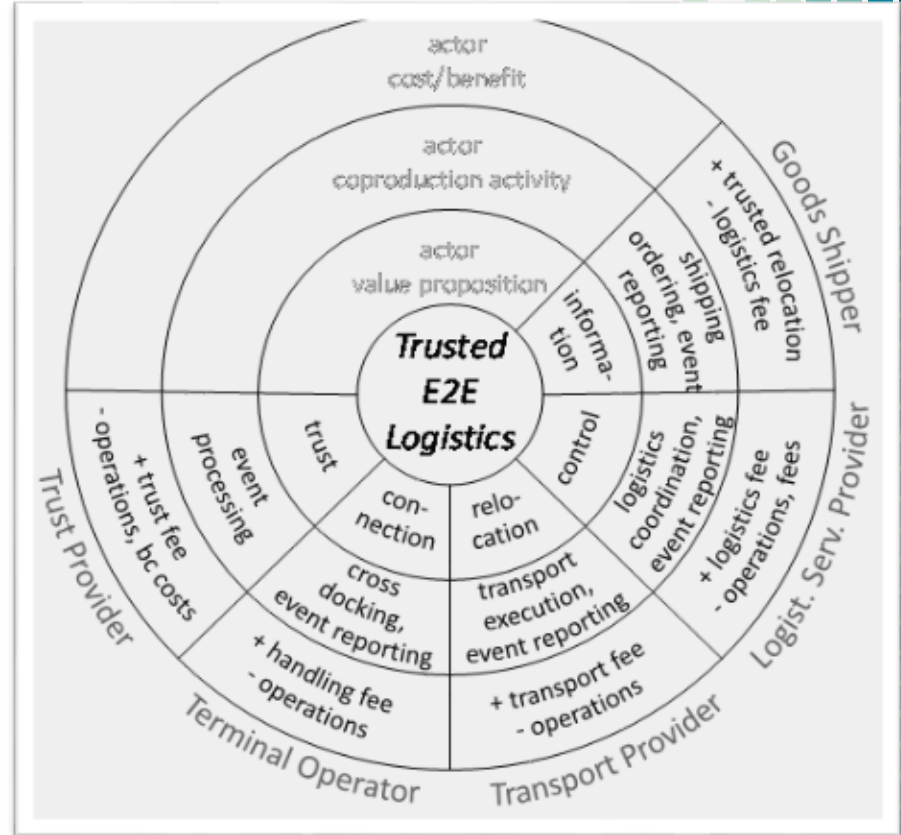 actor
cost/benefit
actor
coproduction activity
actor
value proposition
Trusted
E2E
Logistics
informa-
tion
shipping
ordering, event
reporting
+ trusted relocation
- logistics fee
Goods Shipper
control
logistics
coordination,
event reporting
+ logistics fee
- operations, fees
Logist. Serv. Provider
relo-
cation
transport
execution,
event reporting
+ transport fee
- operations
Transport Provider
con-
nection
cross
docking,
event reporting
+ handling fee
- operations
Terminal Operator
trust
event
processing
+ trust fee
- operations, bc costs
Trust Provider